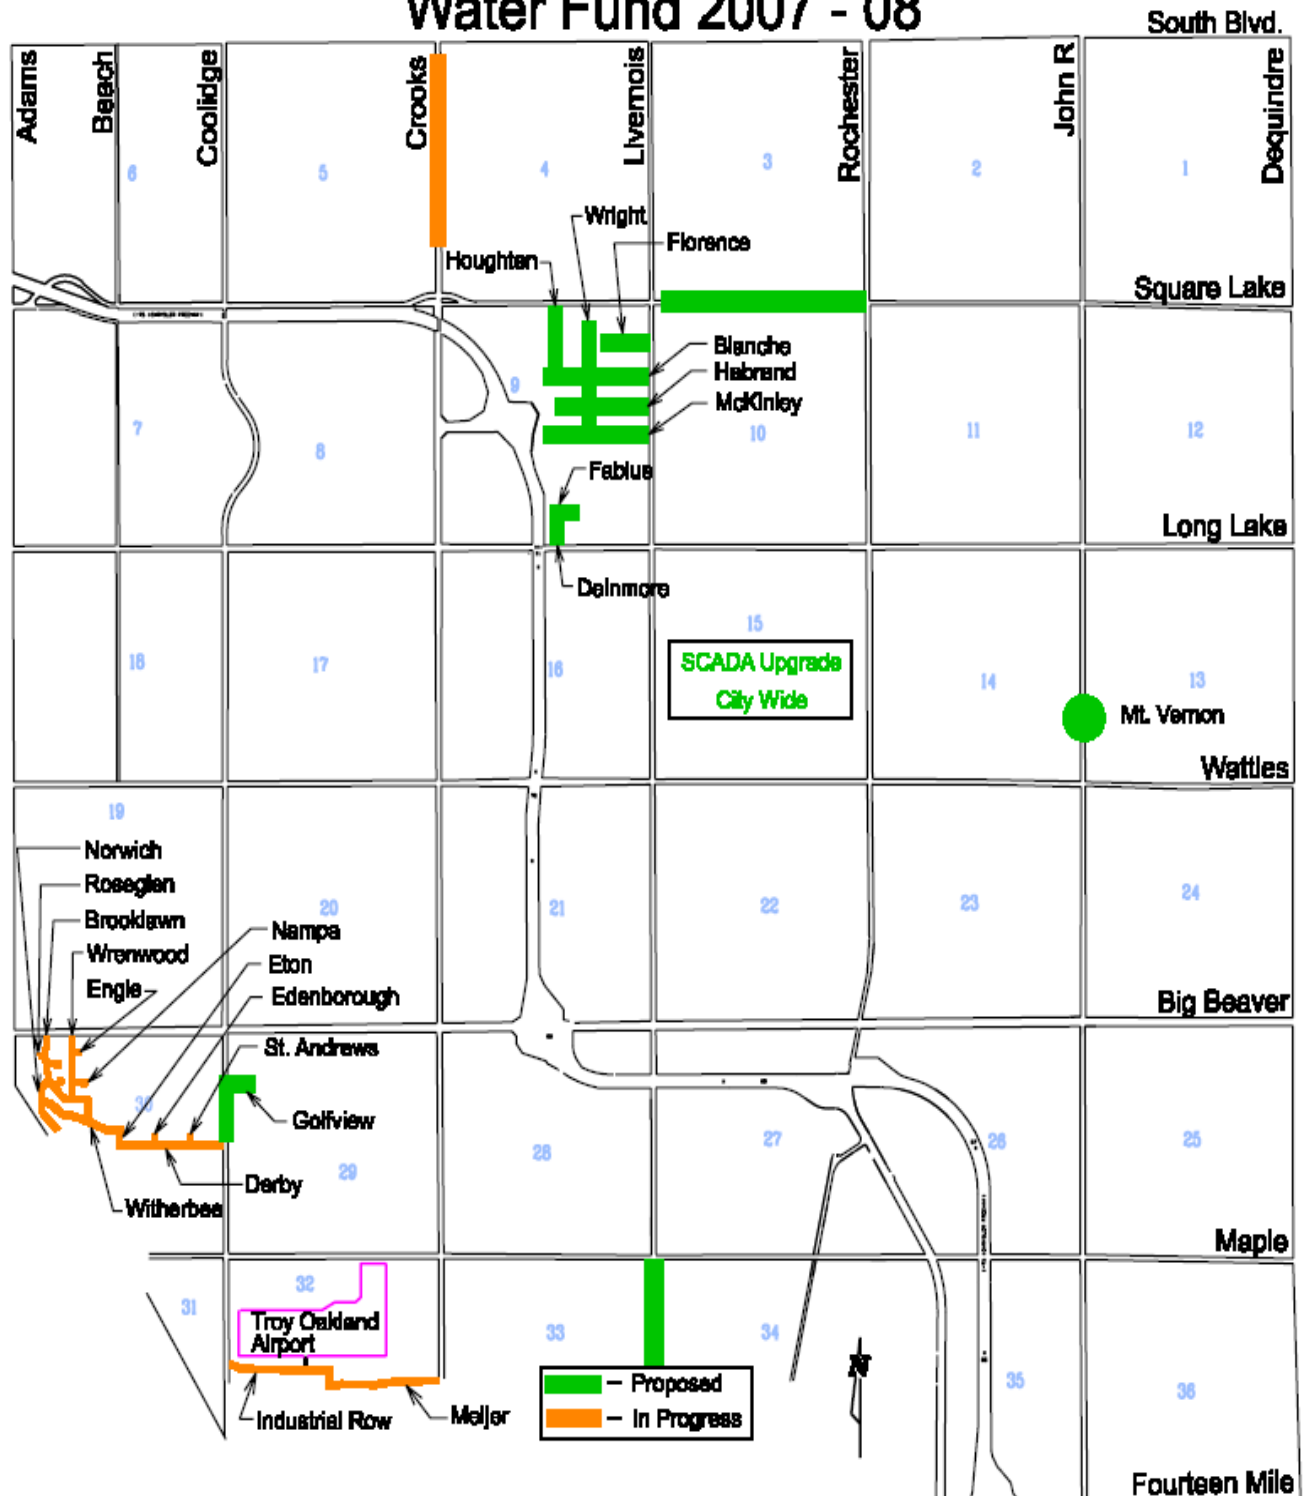 Water Fund 2007 - 08
South Blvd.
Adams
Beach
Coolidge
Crooks
Livernois
Rochester
John R
Dequindre
6
5
4
3
2
1
Wright
Florence
Houghten
Square Lake
Blanche
Habrand
McKinley
9
7
8
10
11
12
Fabius
Long Lake
Delnmore
15
18
17
16
SCADA Upgrade
City Wide
14
13
Mt. Vernon
Wattles
19
Norwich
Roseglen
Brooklawn
Wrenwood
Engle
20
21
22
23
24
Nampa
Eton
Edenborough
Big Beaver
St. Andrews
30
Golfview
29
28
27
26
25
Derby
Witherbee
Maple
32
31
Troy Oakland
Airport
33
34
N
35
36
– Proposed
– In Progress
Industrial Row
Meijer
Fourteen Mile